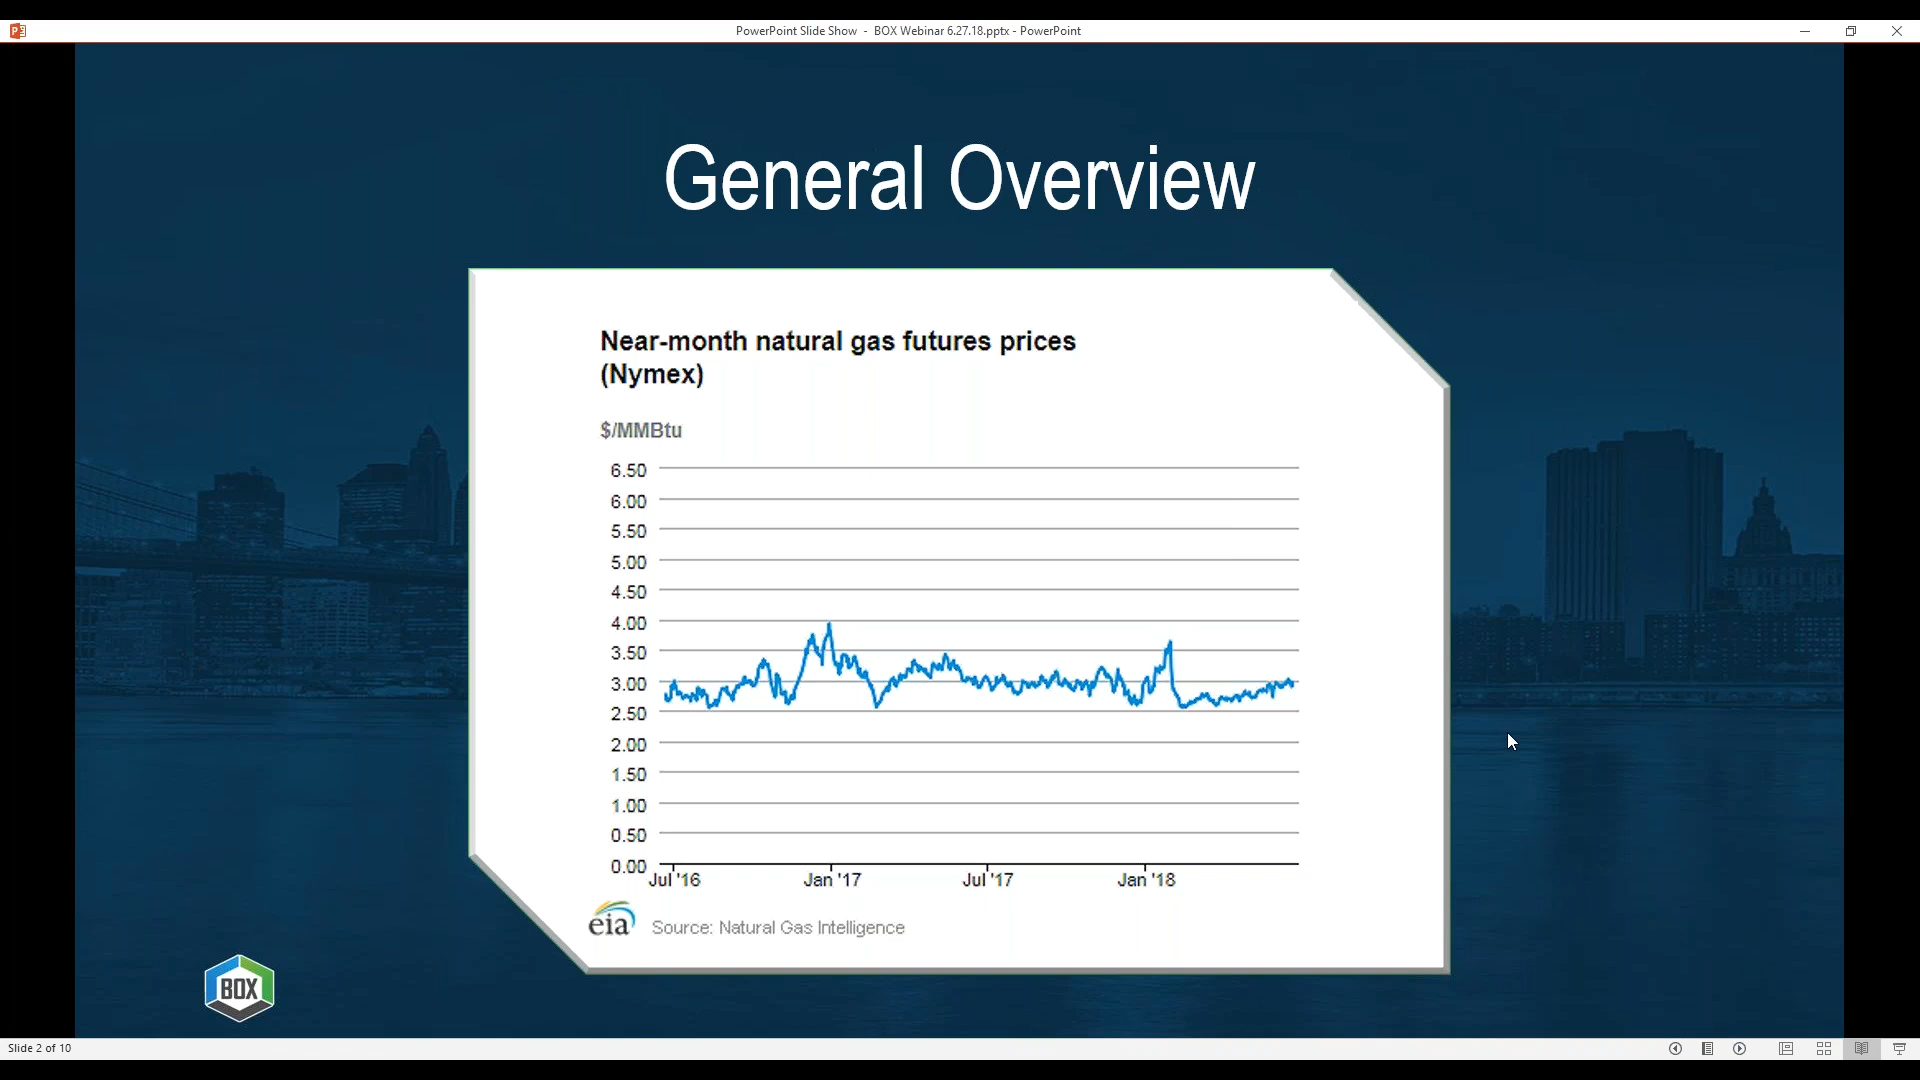 PowerPoint Slide Show - BOX Webinar 6.27.18.pptx - PowerPoint
General Overview
Near-month natural gas futures prices
(Nymex)
$/MMBtu
6.50
6.00
5.50
5.00
4.50
4.00
3.50
3.00
2.50
2.00
1.50
1.00
0.50
0.00
Jul '16 Jan '17 Jul '17 Jan '18
eia Source: Natural Gas Intelligence
BOX
Slide 2 of 10